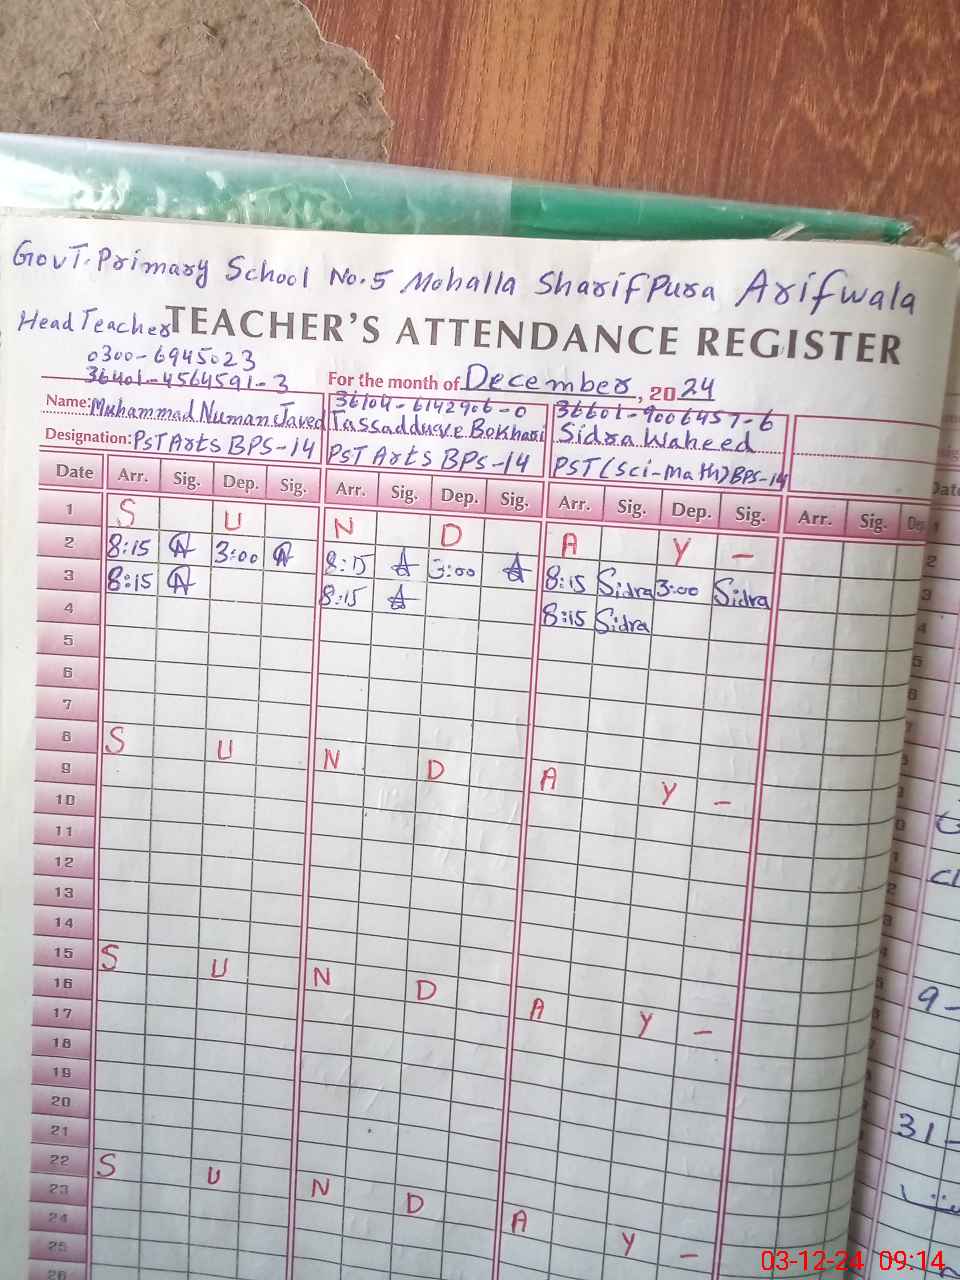 GovT. Primary School No.5 Mohalla SharifPura Arifwala
Head Teacher TEACHER'S ATTENDANCE REGISTER
0300-6945023
36401-4564591-3 For the month of December, 2024
36104-6142906-0 36601-9006457-6
Name: Muhammad Numan Javed Tassadduqe Bokhari Sidra Waheed
Designation: PST Arts BPS-14 PST Arts BPS-14 PST (Sci-math) BPS-14
Date Arr. Sig. Dep. Sig. Arr. Sig. Dep. Sig. Arr. Sig. Dep. Sig. Arr. Sig.
1 S U N D A Y -
2 8:15 3:00 8:15 3:00 8:15 Sidra 3:00 Sidra
3 8:15 8:15 8:15 Sidra
4
5
6
7
8 S U N D A Y -
9
10
11
12
13
14
15 S U N D A Y -
16
17
18
19
20
21
22 S U N D A Y -
23
24
25
26
03-12-24 09:14